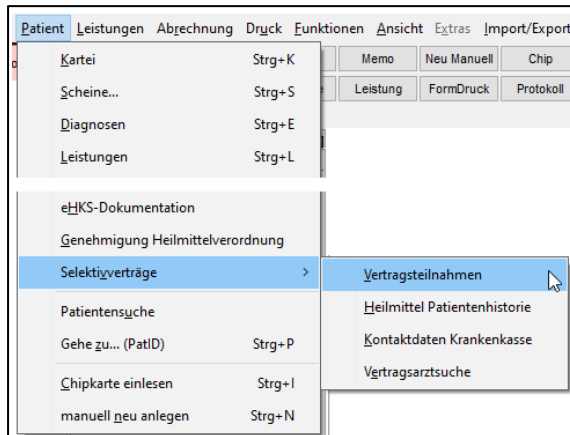 Patient Leistungen Abrechnung Druck Funktionen Ansicht Extras Import/Export
Kartei Strg+K Memo Neu Manuell Chip
Scheine... Strg+S Leistung FormDruck Protokoll
Diagnosen Strg+E
Leistungen Strg+L
eHKS-Dokumentation
Genehmigung Heilmittelverordnung
Selektivverträge > Vertragsteilnahmen
Heilmittel Patientenhistorie
Patientensuche
Kontaktdaten Krankenkasse
Gehe zu... (PatID) Strg+P
Vertragsarztsuche
Chipkarte einlesen Strg+I
manuell neu anlegen Strg+N